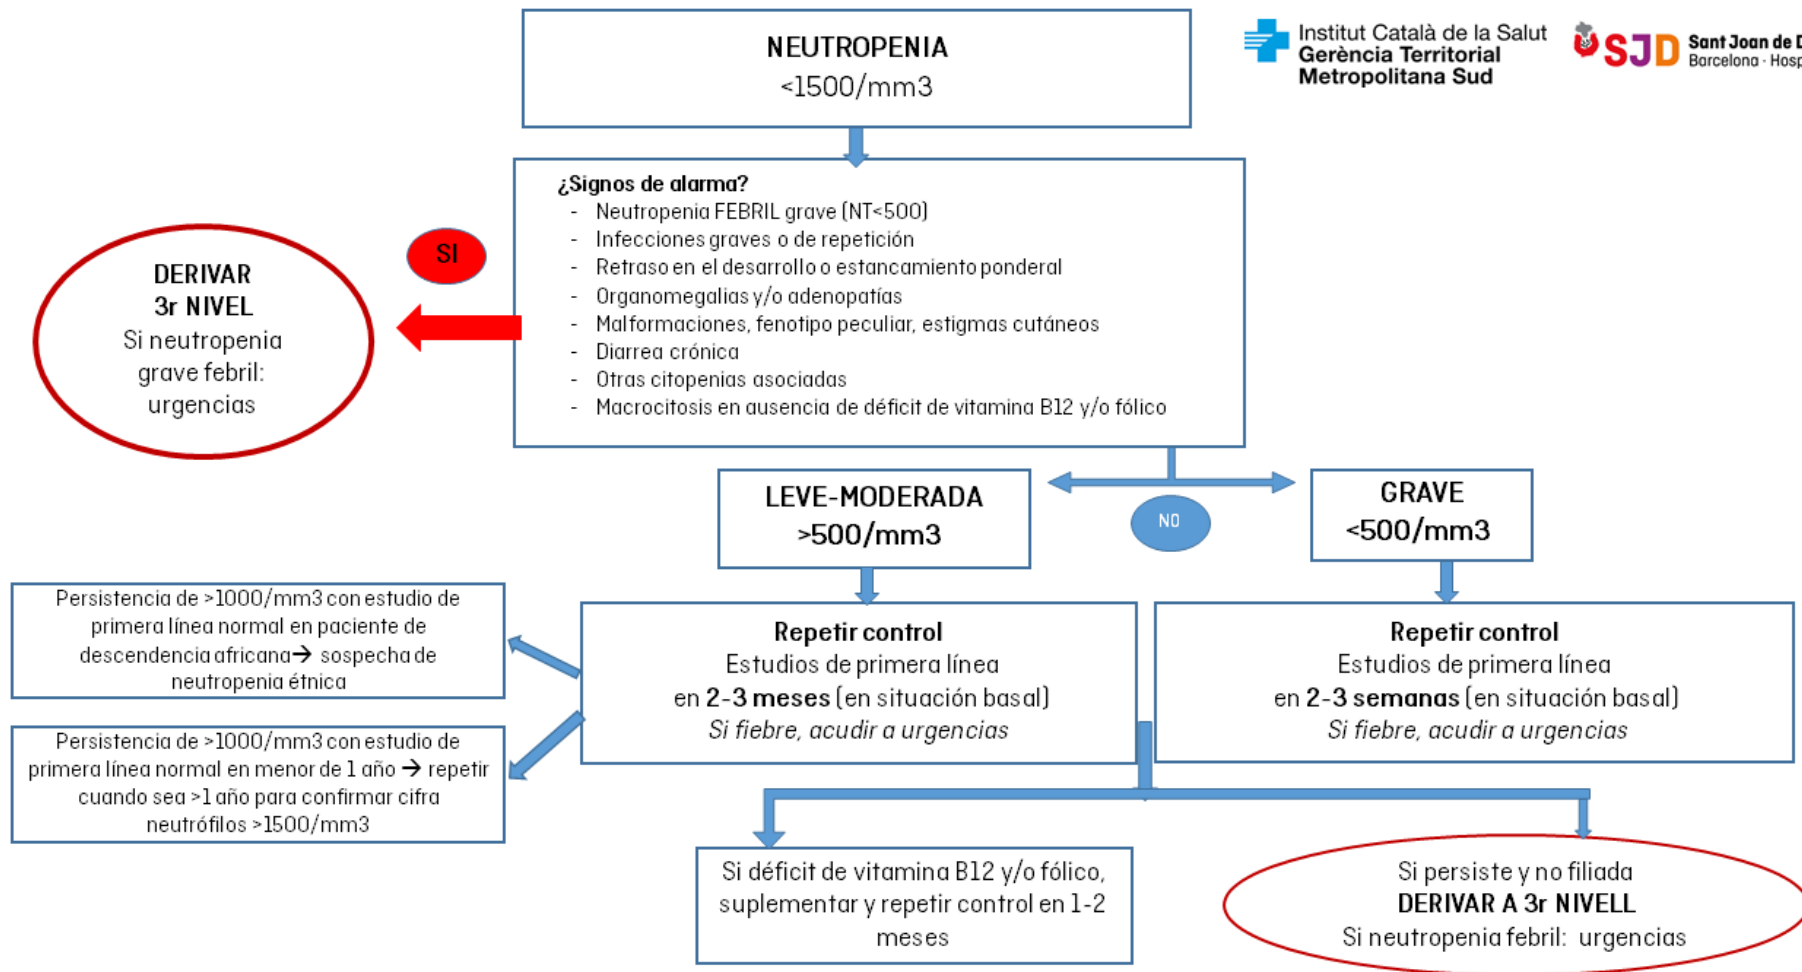 NEUTROPENIA
<1500/mm3
Institut Català de la Salut
Gerència Territorial
Metropolitana Sud
SJD
Sant Joan de D
Barcelona · Hosp
¿Signos de alarma?
- Neutropenia FEBRIL grave (NT<500)
- Infecciones graves o de repetición
- Retraso en el desarrollo o estancamiento ponderal
- Organomegalias y/o adenopatías
- Malformaciones, fenotipo peculiar, estigmas cutáneos
- Diarrea crónica
- Otras citopenias asociadas
- Macrocitosis en ausencia de déficit de vitamina B12 y/o fólico
SI
DERIVAR
3r NIVEL
Si neutropenia
grave febril:
urgencias
NO
LEVE-MODERADA
>500/mm3
GRAVE
<500/mm3
Repetir control
Estudios de primera línea
en 2-3 meses (en situación basal)
Si fiebre, acudir a urgencias
Repetir control
Estudios de primera línea
en 2-3 semanas (en situación basal)
Si fiebre, acudir a urgencias
Persistencia de >1000/mm3 con estudio de
primera línea normal en paciente de
descendencia africana→ sospecha de
neutropenia étnica
Persistencia de >1000/mm3 con estudio de
primera línea normal en menor de 1 año → repetir
cuando sea >1 año para confirmar cifra
neutrófilos >1500/mm3
Si déficit de vitamina B12 y/o fólico,
suplementar y repetir control en 1-2
meses
Si persiste y no filiada
DERIVAR A 3r NIVELL
Si neutropenia febril: urgencias